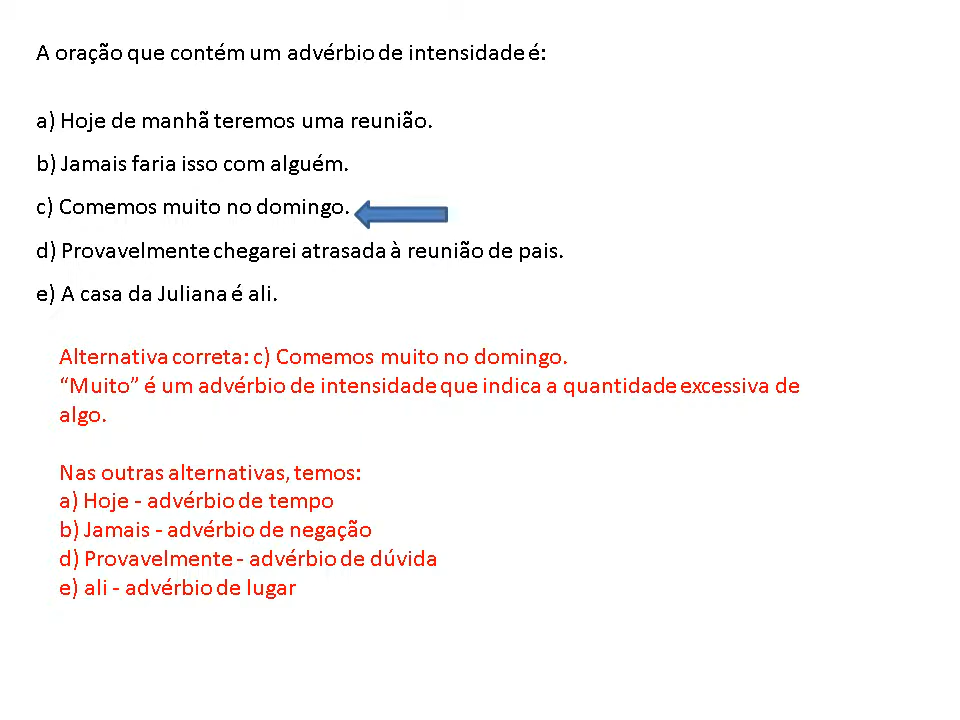 A oração que contém um advérbio de intensidade é:
a) Hoje de manhã teremos uma reunião.
b) Jamais faria isso com alguém.
c) Comemos muito no domingo.
d) Provavelmente chegarei atrasada à reunião de pais.
e) A casa da Juliana é ali.
Alternativa correta: c) Comemos muito no domingo.
“Muito” é um advérbio de intensidade que indica a quantidade excessiva de
algo.
Nas outras alternativas, temos:
a) Hoje - advérbio de tempo
b) Jamais - advérbio de negação
d) Provavelmente - advérbio de dúvida
e) ali - advérbio de lugar